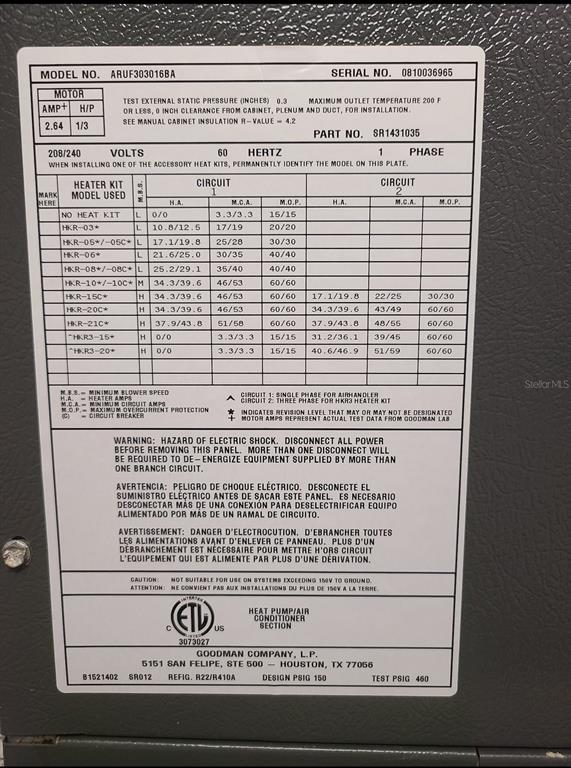 MODEL NO. ARUF303016BA SERIAL NO. 0810036965
MOTOR
AMP+ H/P
2.64 1/3
TEST EXTERNAL STATIC PRESSURE (INCHES) 0.3 MAXIMUM OUTLET TEMPERATURE 200 F
OR LESS, 0 INCH CLEARANCE FROM CABINET, PLENUM AND DUCT, FOR INSTALLATION.
SEE MANUAL CABINET INSULATION R-VALUE = 4.2
PART NO. SR1431035
208/240 VOLTS 60 HERTZ 1 PHASE
WHEN INSTALLING ONE OF THE ACCESSORY HEAT KITS, PERMANENTLY IDENTIFY THE MODEL ON THIS PLATE.
MARK HERE HEATER KIT MODEL USED M.B.S. CIRCUIT 1 CIRCUIT 2
H.A. M.C.A. M.O.P. H.A. M.C.A. M.O.P.
NO HEAT KIT L 0/0 3.3/3.3 15/15
HKR-03* L 10.8/12.5 17/19 20/20
HKR-05*/-05C* L 17.1/19.8 25/28 30/30
HKR-06* L 21.6/25.0 30/35 40/40
HKR-08*/-08C* L 25.2/29.1 35/40 40/40
HKR-10*/-10C* M 34.3/39.6 46/53 60/60
HKR-15C* H 34.3/39.6 46/53 60/60 17.1/19.8 22/25 30/30
HKR-20C* H 34.3/39.6 46/53 60/60 34.3/39.6 43/49 60/60
HKR-21C* H 37.9/43.8 51/58 60/60 37.9/43.8 48/55 60/60
^HKR3-15* H 0/0 3.3/3.3 15/15 31.2/36.1 39/45 60/60
^HKR3-20* H 0/0 3.3/3.3 15/15 40.6/46.9 51/59 60/60
M.B.S. = MINIMUM BLOWER SPEED
H.A. = HEATER AMPS
M.C.A. = MINIMUM CIRCUIT AMPS
M.O.P. = MAXIMUM OVERCURRENT PROTECTION
(C) = CIRCUIT BREAKER
^ CIRCUIT 1: SINGLE PHASE FOR AIRHANDLER
CIRCUIT 2: THREE PHASE FOR HKR3 HEATER KIT
* INDICATES REVISION LEVEL THAT MAY OR MAY NOT BE DESIGNATED
+ MOTOR AMPS REPRESENT ACTUAL TEST DATA FROM GOODMAN LAB
WARNING: HAZARD OF ELECTRIC SHOCK. DISCONNECT ALL POWER
BEFORE REMOVING THIS PANEL. MORE THAN ONE DISCONNECT WILL
BE REQUIRED TO DE-ENERGIZE EQUIPMENT SUPPLIED BY MORE THAN
ONE BRANCH CIRCUIT.
AVERTENCIA: PELIGRO DE CHOQUE ELÉCTRICO. DESCONECTE EL
SUMINISTRO ELÉCTRICO ANTES DE SACAR ESTE PANEL. ES NECESARIO
DESCONECTAR MÁS DE UNA CONEXIÓN PARA DESELECTRIFICAR EQUIPO
ALIMENTADO POR MÁS DE UN RAMAL DE CIRCUITO.
AVERTISSEMENT: DANGER D'ELECTROCUTION. D'EBRANCHER TOUTES
LES ALIMENTATIONS AVANT D'ENLEVER CE PANNEAU. PLUS D'UN
DÉBRANCHEMENT EST NÉCESSAIRE POUR METTRE H'ORS CIRCUIT
L'EQUIPEMENT QUI EST ALIMENTE PAR PLUS D'UNE DÉRIVATION.
CAUTION: NOT SUITABLE FOR USE ON SYSTEMS EXCEEDING 150V TO GROUND.
ATTENTION: NE CONVIENT PAS AUX INSTALLATIONS DU PLUS DE 150V A LA TERRE.
INTERTEK
ETL
LISTED
C US
3073027
HEAT PUMP/AIR
CONDITIONER
SECTION
GOODMAN COMPANY, L.P.
5151 SAN FELIPE, STE 500 - HOUSTON, TX 77056
B1521402 SR012 REFIG. R22/R410A DESIGN PSIG 150 TEST PSIG 460
Stellar MLS